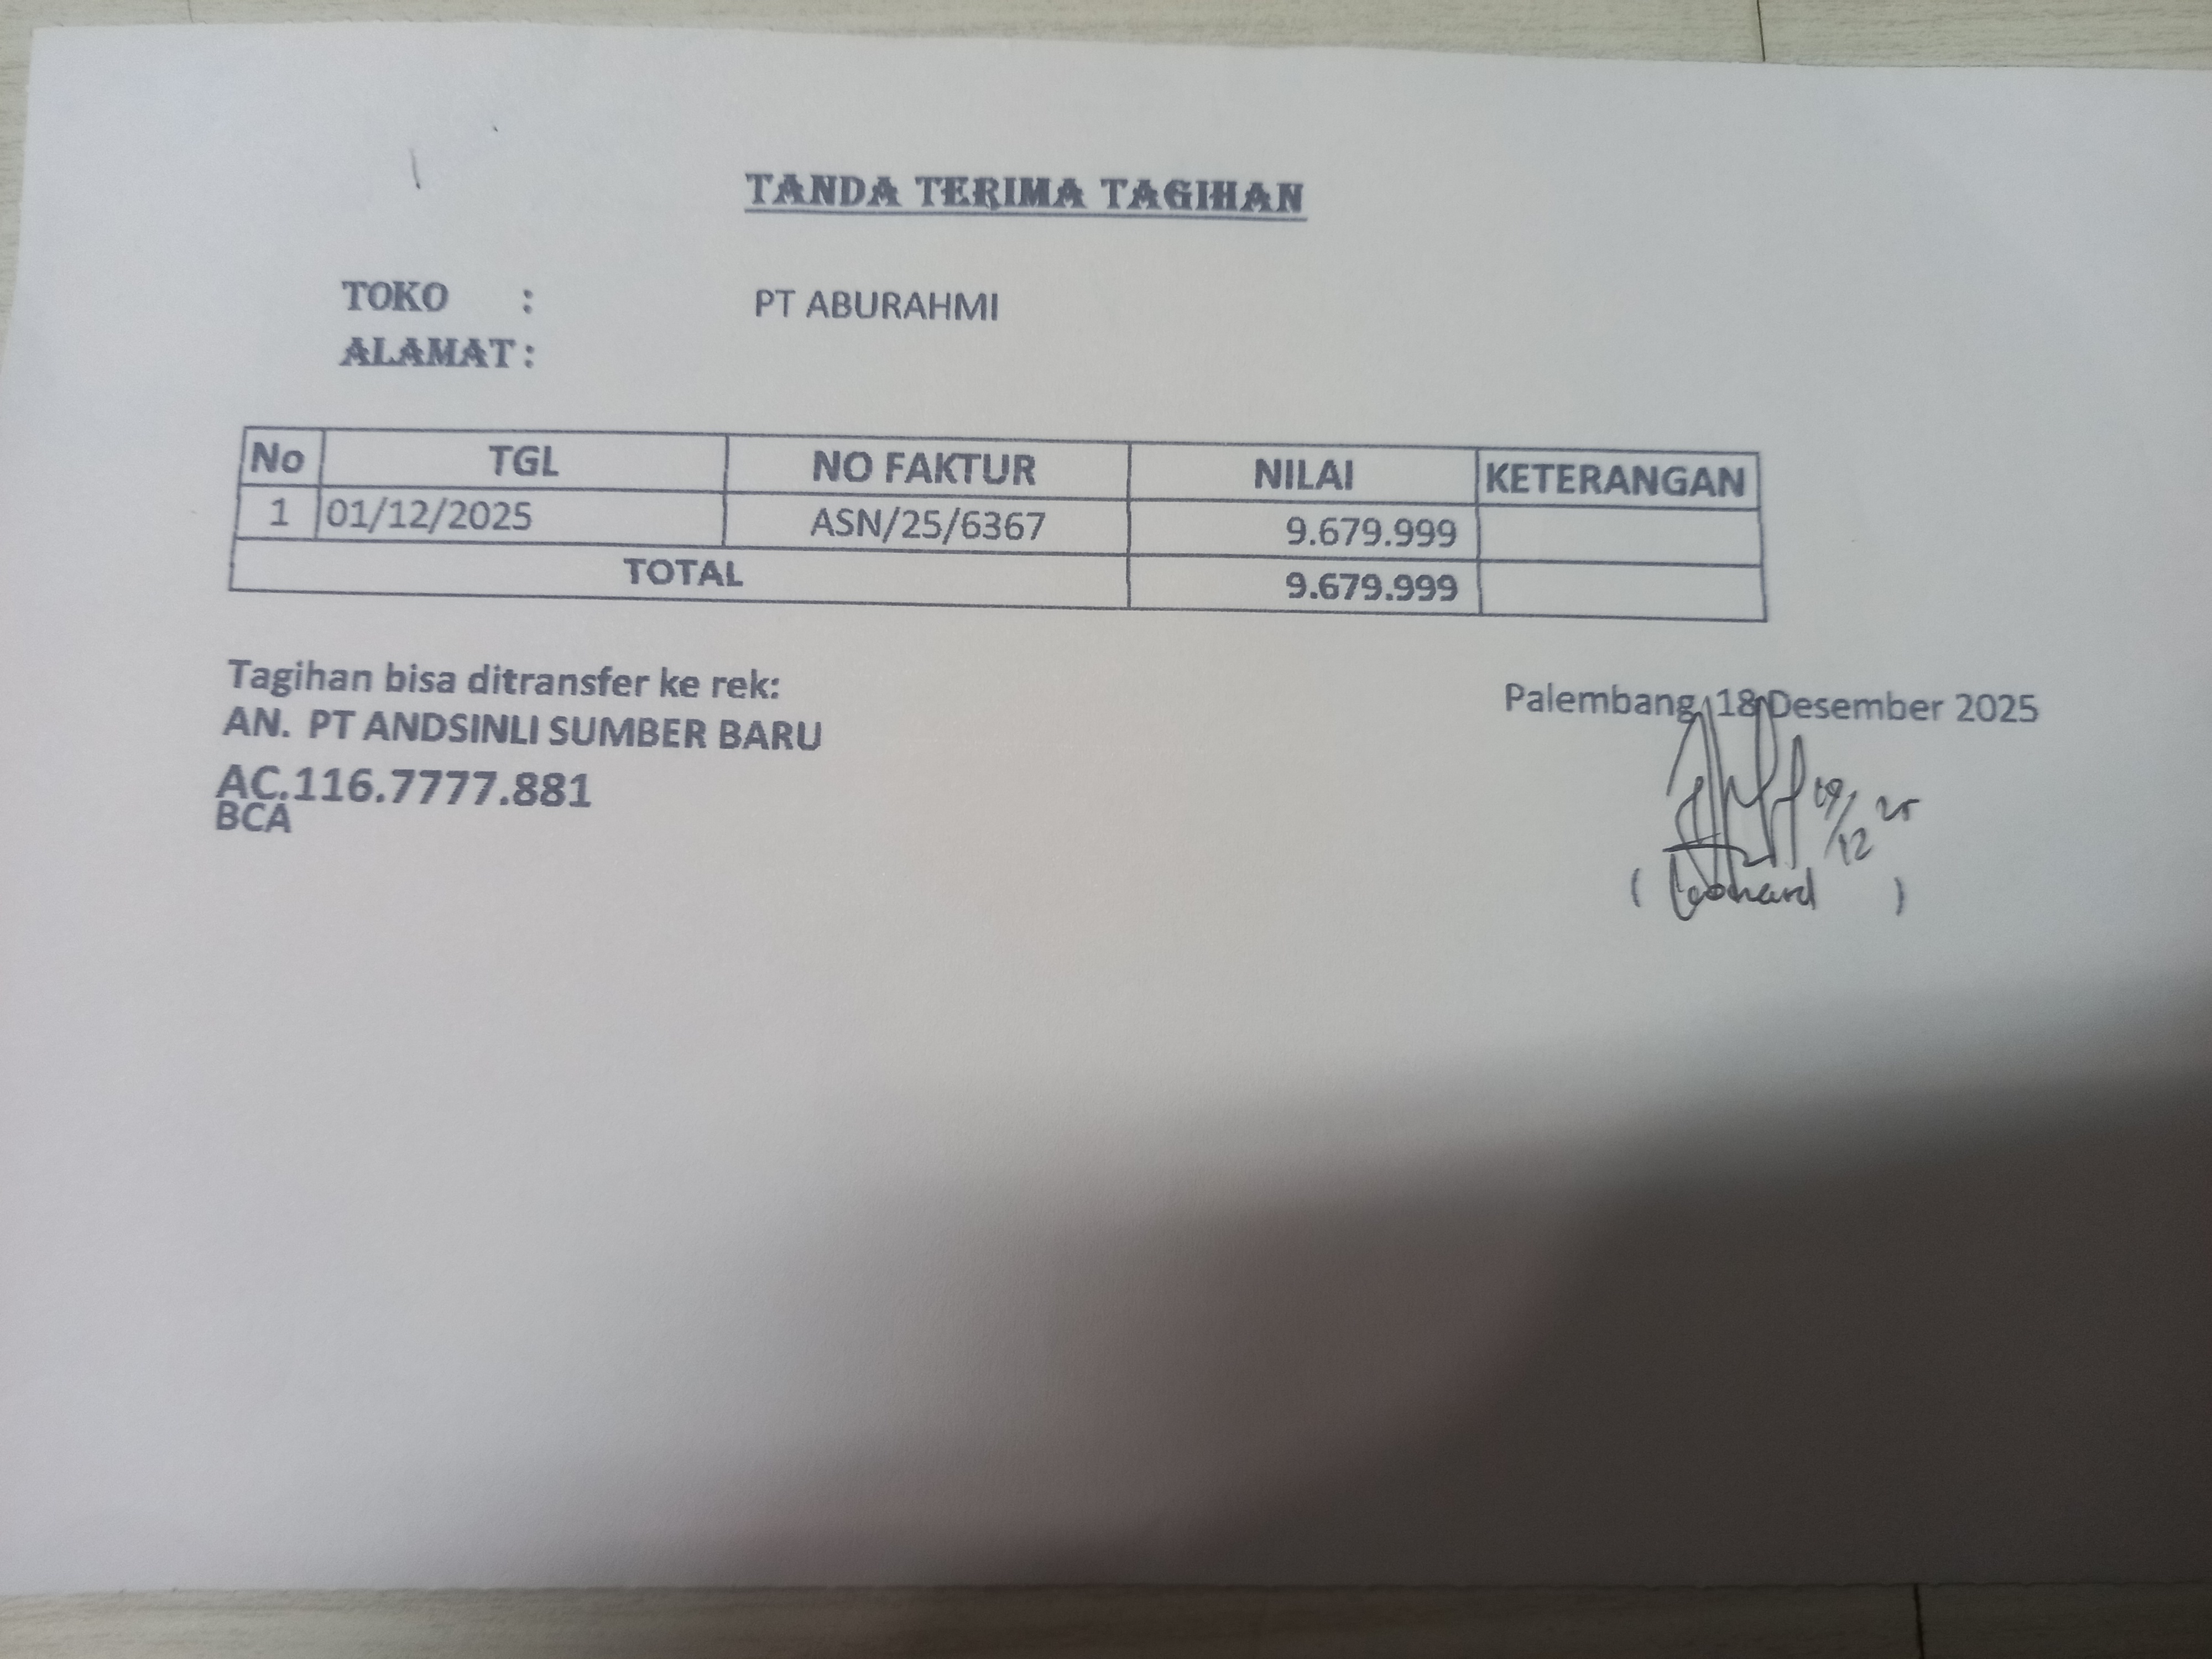 TANDA TERIMA TAGIHAN
TOKO : PT ABURAHMI
ALAMAT :
No TGL NO FAKTUR NILAI KETERANGAN
1 01/12/2025 ASN/25/6367 9.679.999
TOTAL 9.679.999
Tagihan bisa ditransfer ke rek:
AN. PT ANDSINLI SUMBER BARU
AC.116.7777.881
BCA
Palembang, 18 Desember 2025
/12 25
( )